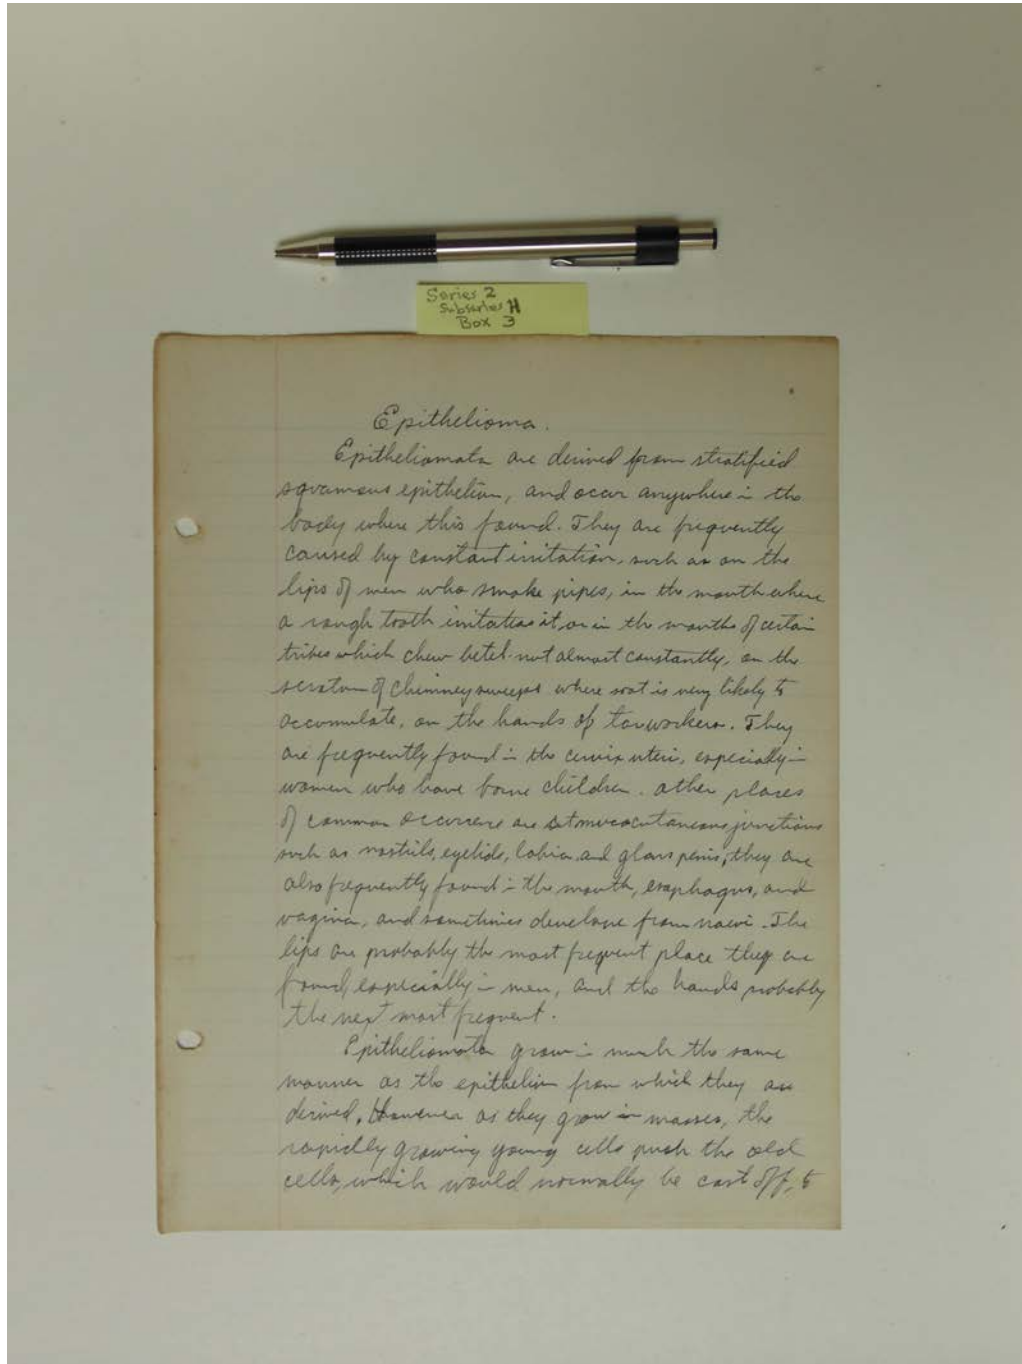 Series 2
Subseries H
Box 3
Epithelioma.
Epitheliomata are derived from stratified
squamous epithelium, and occur anywhere in the
body where this found. They are frequently
caused by constant irritation, such as on the
lips of men who smoke pipes, in the mouth where
a rough tooth irritates it or in the mouths of certain
tribes which chew betel-nut almost constantly, on the
scrotum of chimneysweeps where soot is very likely to
accumulate, on the hands of tarworkers. They
are frequently found in the cervix uteri, especially in
women who have borne children. Other places
of common occurrence are at mucocutaneous junctions
such as nostrils, eyelids, labia and glans penis, they are
also frequently found in the mouth, esophagus, and
vagina, and sometimes develope from naevi. The
lips are probably the most frequent place they are
found, especially in men, and the hands probably
the next most frequent.
Epitheliomata grow in much the same
manner as the epithelium from which they are
derived. However as they grow in masses, the
rapidly growing young cells push the old
cells, which would normally be cast off, to